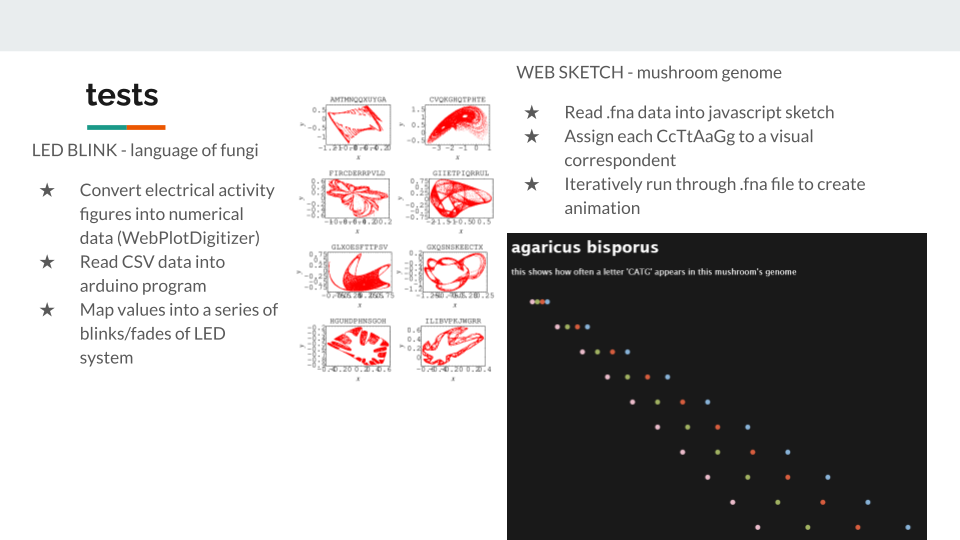 tests
LED BLINK - language of fungi
★ Convert electrical activity
figures into numerical
data (WebPlotDigitizer)
★ Read CSV data into
arduino program
★ Map values into a series of
blinks/fades of LED
system
AMTMNQQXUYGA
CVQKGHQTPHTE
FIRCDERRPVLD
GIIETPIQRRUL
GLXOESFTTPSV
GXQSNSKEECTX
HGUHDPHNSGOH
ILIBVPKJWGRR
WEB SKETCH - mushroom genome
★ Read .fna data into javascript sketch
★ Assign each CcTtAaGg to a visual
correspondent
★ Iteratively run through .fna file to create
animation
agaricus bisporus
this shows how often a letter 'CATG' appears in this mushroom's genome